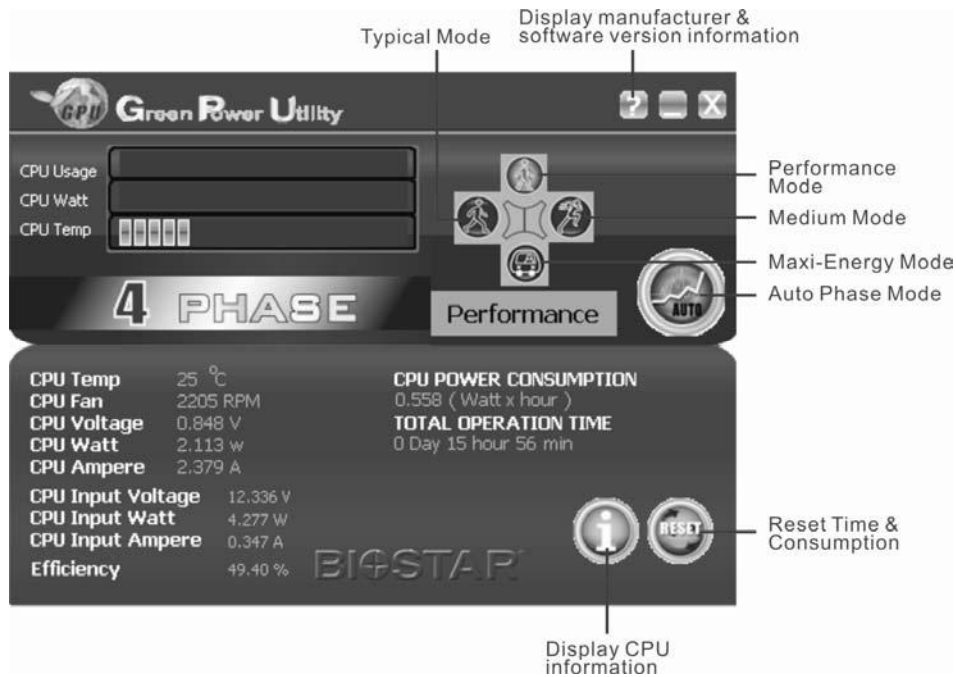 Display manufacturer &
software version information
Typical Mode
GPU
Green Power Utility
?
X
CPU Usage
CPU Watt
CPU Temp
Performance
Mode
Medium Mode
Maxi-Energy Mode
Auto Phase Mode
AUTO
4 PHASE
Performance
CPU Temp 25 °C
CPU Fan 2205 RPM
CPU Voltage 0.848 V
CPU Watt 2.113 w
CPU Ampere 2.379 A
CPU Input Voltage 12.336 V
CPU Input Watt 4.277 W
CPU Input Ampere 0.347 A
Efficiency 49.40 %
CPU POWER CONSUMPTION
0.558 ( Watt x hour )
TOTAL OPERATION TIME
0 Day 15 hour 56 min
BIOSTAR
i
RESET
Reset Time &
Consumption
Display CPU
information